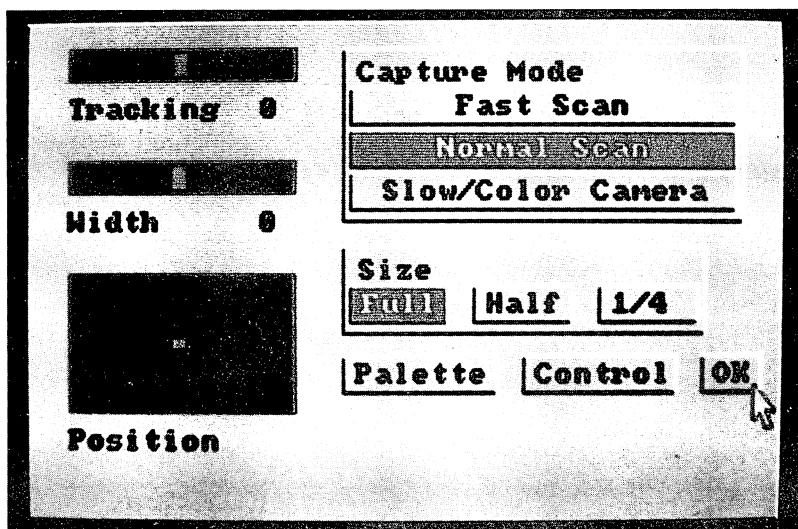 Tracking 0
Width 0
Position
Capture Mode
Fast Scan
Normal Scan
Slow/Color Camera
Size
Full Half 1/4
Palette Control OK